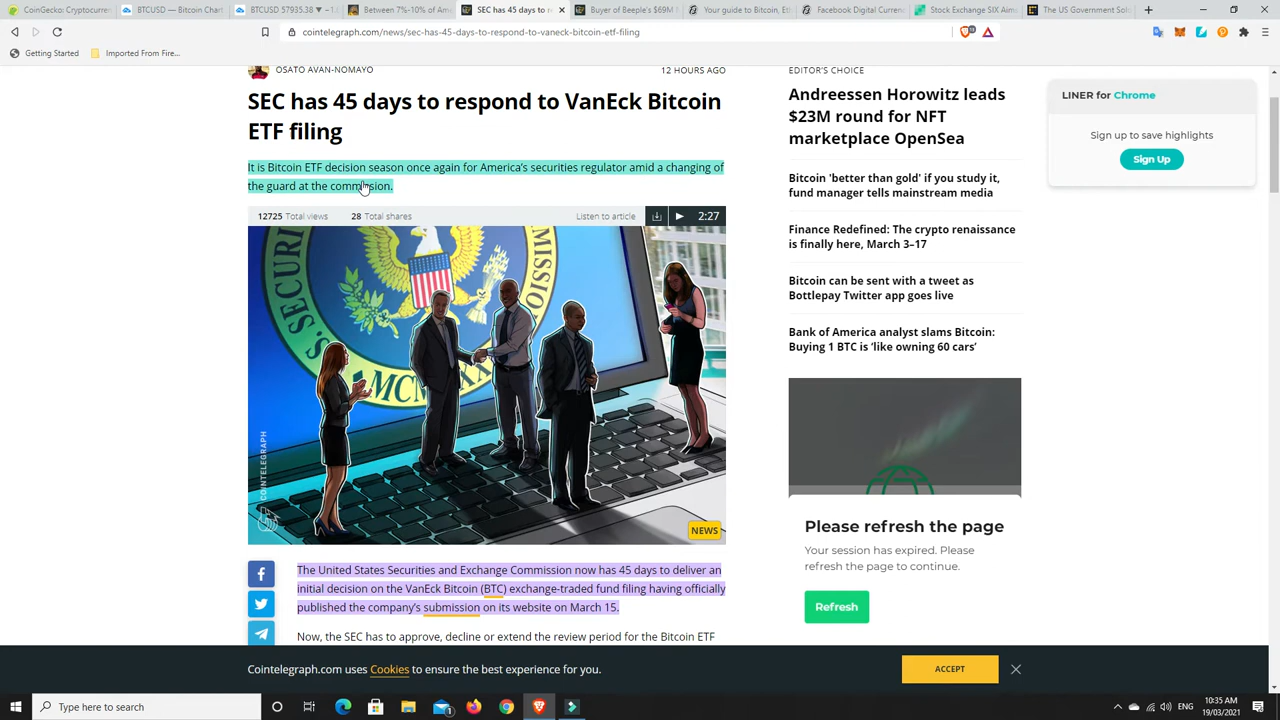 CoinGecko Cryptocurre
BTCUSD — Bitcoin Chart
BTCUSD 57935.38 ▼ −1.
Between 7%-10% of Am
SEC has 45 days to re
Buyer of Beeple's $69M
Your guide to Bitcoin, Eth
Facebook Digital Currenc
Stock Exchange SIX Aims
The US Government Sol
cointelegraph.com/news/sec-has-45-days-to-respond-to-vaneck-bitcoin-etf-filing
Getting Started
Imported From Fire...
OSATO AVAN-NOMAYO
12 HOURS AGO
SEC has 45 days to respond to VanEck Bitcoin
ETF filing
It is Bitcoin ETF decision season once again for America's securities regulator amid a changing of
the guard at the commission.
12725 Total views
28 Total shares
Listen to article
2:27
MISSION
MCM
COINTELEGRAPH
NEWS
The United States Securities and Exchange Commission now has 45 days to deliver an
initial decision on the VanEck Bitcoin (BTC) exchange-traded fund filing having officially
published the company's submission on its website on March 15.
Now, the SEC has to approve, decline or extend the review period for the Bitcoin ETF
EDITOR'S CHOICE
Andreessen Horowitz leads
$23M round for NFT
marketplace OpenSea
Bitcoin 'better than gold' if you study it,
fund manager tells mainstream media
Finance Redefined: The crypto renaissance
is finally here, March 3–17
Bitcoin can be sent with a tweet as
Bottlepay Twitter app goes live
Bank of America analyst slams Bitcoin:
Buying 1 BTC is 'like owning 60 cars'
Please refresh the page
Your session has expired. Please
refresh the page to continue.
Refresh
LINER for Chrome
Sign up to save highlights
Sign Up
Cointelegraph.com uses Cookies to ensure the best experience for you.
ACCEPT
Type here to search
ENG
10:35 AM
19/03/2021